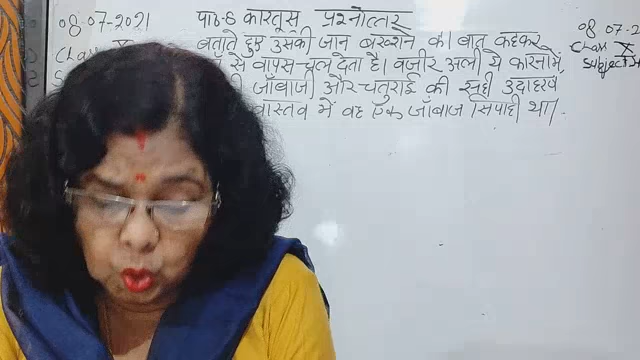 08-07-2021 पाठ-8 कारतूस प्रश्नोत्तर 08 07-2
Class X बताते हुए उसकी जान बख्शने की बात कहकर Class X
से वापस चल देता है। वजीर अली ये कारनामें Subject
जाँबाजी और चतुराई की सही उदाहरण
वास्तव में वह एक जाँबाज सिपाही था।